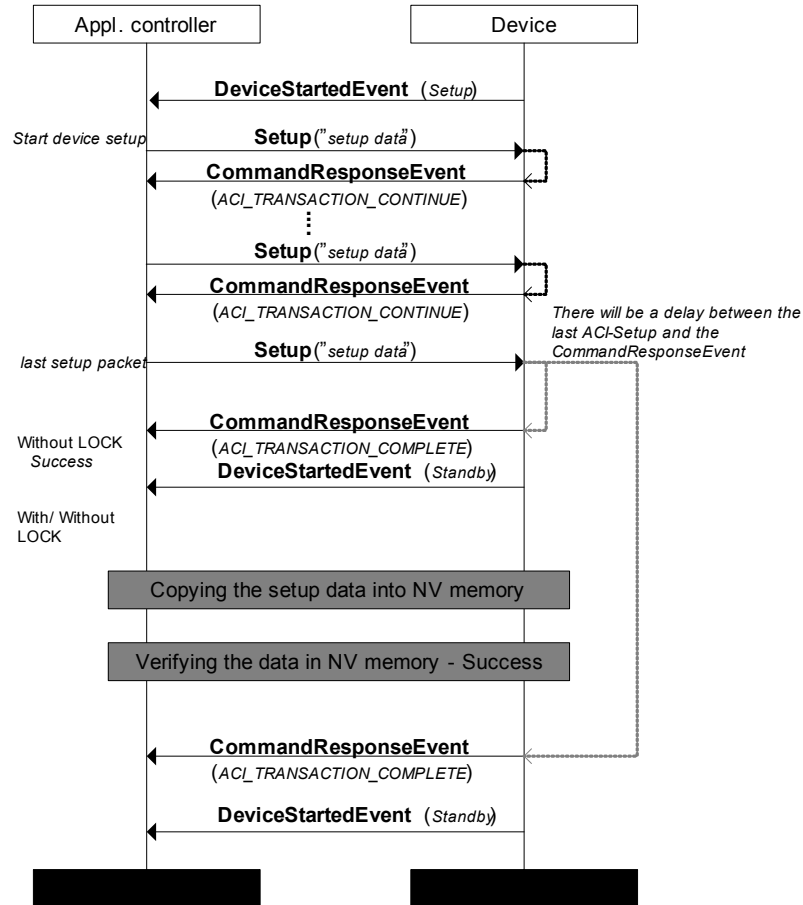 Appl. controller
Device
DeviceStartedEvent (Setup)
Start device setup
Setup("setup data")
CommandResponseEvent
(ACI_TRANSACTION_CONTINUE)
Setup("setup data")
CommandResponseEvent
(ACI_TRANSACTION_CONTINUE)
There will be a delay between the
last ACI-Setup and the
CommandResponseEvent
Setup("setup data")
last setup packet
CommandResponseEvent
(ACI_TRANSACTION_COMPLETE)
Without LOCK
Success
DeviceStartedEvent (Standby)
With/ Without
LOCK
Copying the setup data into NV memory
Verifying the data in NV memory - Success
CommandResponseEvent
(ACI_TRANSACTION_COMPLETE)
DeviceStartedEvent (Standby)